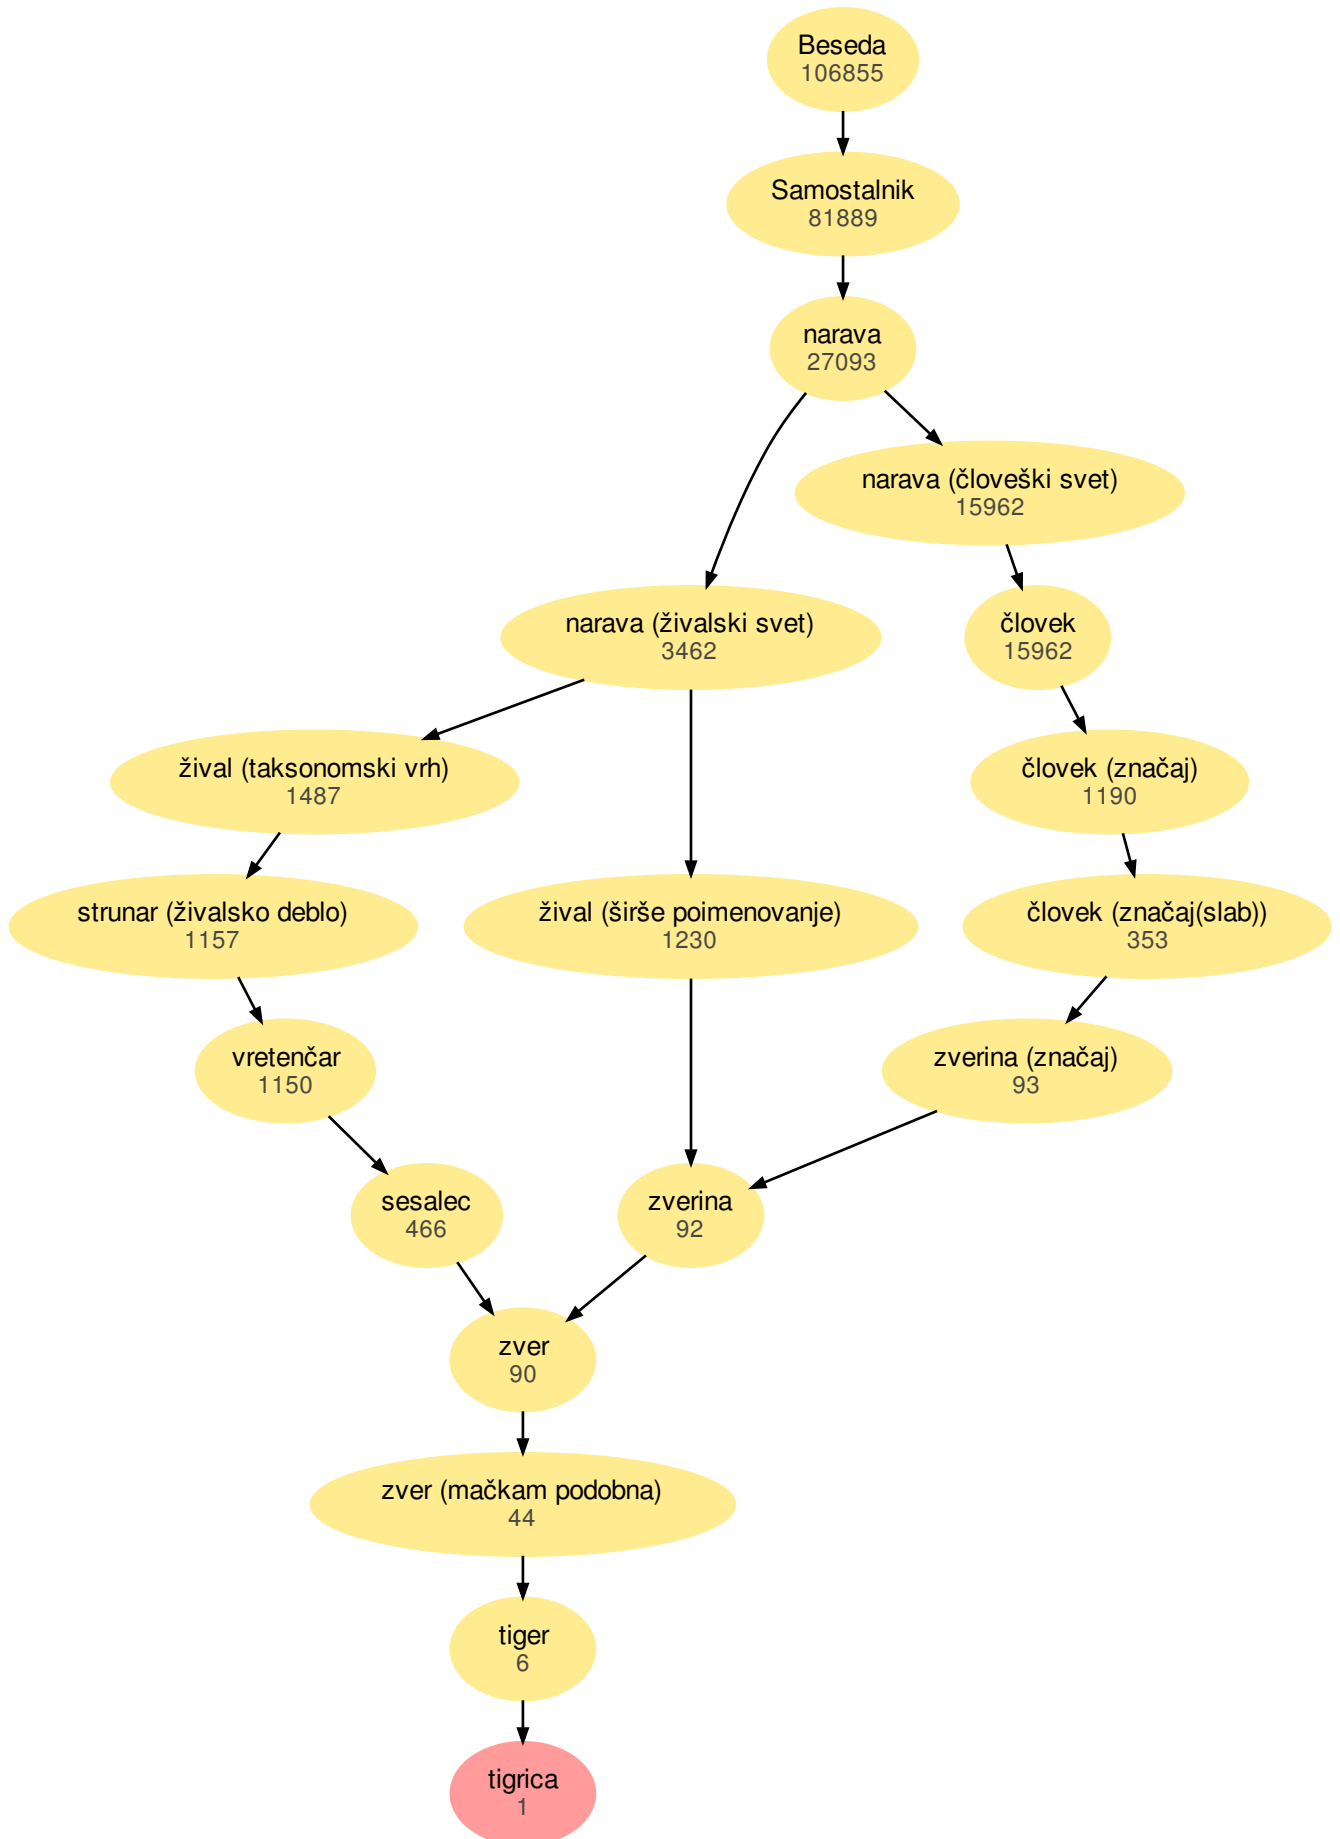 Beseda
106855
Samostalnik
81889
narava
27093
narava (človeški svet)
15962
narava (živalski svet)
3462
človek
15962
žival (taksonomski vrh)
1487
človek (značaj)
1190
strunar (živalsko deblo)
1157
žival (širše poimenovanje)
1230
človek (značaj(slab))
353
vretenčar
1150
zverina (značaj)
93
sesalec
466
zverina
92
zver
90
zver (mačkam podobna)
44
tiger
6
tigrica
1